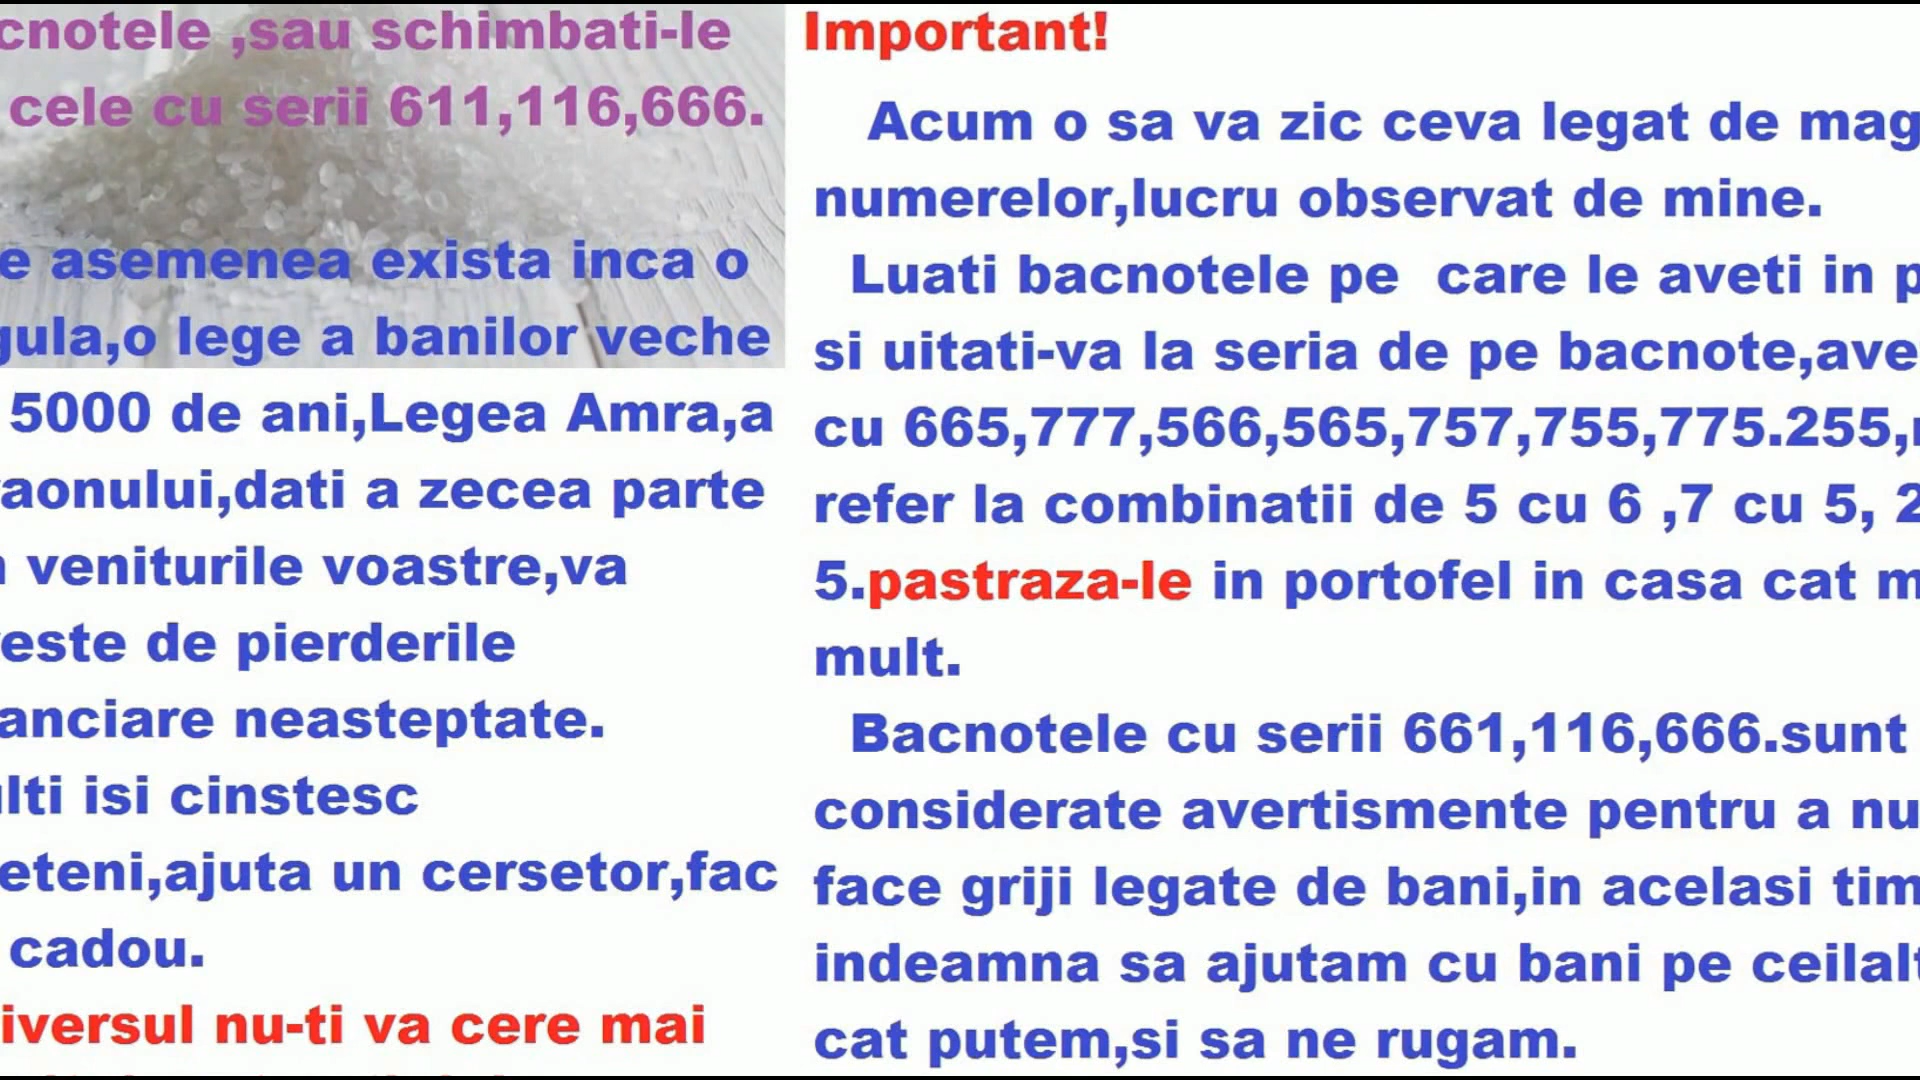 cnotele ,sau schimbati-le
cele cu serii 611,116,666.
e asemenea exista inca o
gula,o lege a banilor veche
5000 de ani,Legea Amra,a
raonului,dati a zecea parte
veniturile voastre,va
este de pierderile
anciare neasteptate.
ulti isi cinstesc
eteni,ajuta un cersetor,fac
cadou.
iversul nu-ti va cere mai
Important!
Acum o sa va zic ceva legat de mag
numerelor,lucru observat de mine.
Luati bacnotele pe care le aveti in p
si uitati-va la seria de pe bacnote,ave
cu 665,777,566,565,757,755,775.255,
refer la combinatii de 5 cu 6 ,7 cu 5, 2
5.pastraza-le in portofel in casa cat m
mult.
Bacnotele cu serii 661,116,666.sunt
considerate avertismente pentru a nu
face griji legate de bani,in acelasi tim
indeamna sa ajutam cu bani pe ceilalt
cat putem,si sa ne rugam.